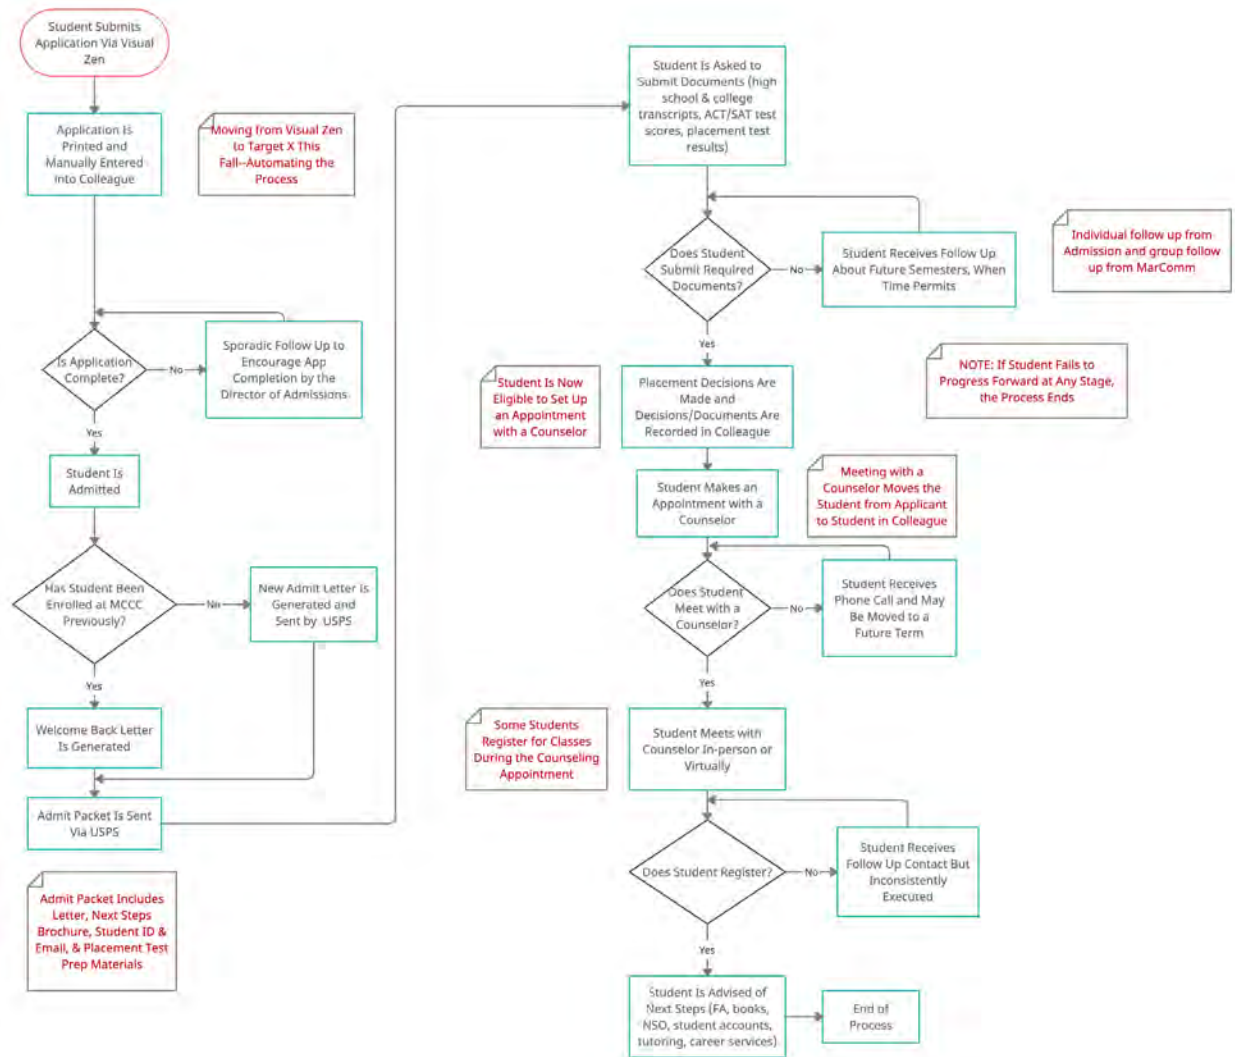 Student Submits
Application Via Visual
Zen
Application Is
Printed and
Manually Entered
into Colleague
Moving from Visual Zen
to Target X This
Fall--Automating the
Process
Is Application
Complete?
No
Sporadic Follow Up to
Encourage App
Completion by the
Director of Admissions
Yes
Student Is
Admitted
Has Student Been
Enrolled at MCCC
Previously?
No
New Admit Letter Is
Generated and
Sent by USPS
Yes
Welcome Back Letter
Is Generated
Admit Packet Is Sent
Via USPS
Admit Packet Includes
Letter, Next Steps
Brochure, Student ID &
Email, & Placement Test
Prep Materials
Student Is Asked to
Submit Documents (high
school & college
transcripts, ACT/SAT test
scores, placement test
results)
Does Student
Submit Required
Documents?
No
Student Receives Follow Up
About Future Semesters, When
Time Permits
Individual follow up from
Admission and group follow
up from MarComm
Yes
NOTE: If Student Fails to
Progress Forward at Any Stage,
the Process Ends
Student Is Now
Eligible to Set Up
an Appointment
with a Counselor
Placement Decisions Are
Made and
Decisions/Documents Are
Recorded in Colleague
Student Makes an
Appointment with a
Counselor
Meeting with a
Counselor Moves the
Student from Applicant
to Student in Colleague
Does Student
Meet with a
Counselor?
No
Student Receives
Phone Call and May
Be Moved to a
Future Term
Yes
Some Students
Register for Classes
During the Counseling
Appointment
Student Meets with
Counselor In-person or
Virtually
Does Student Register?
No
Student Receives
Follow Up Contact But
Inconsistently
Executed
Yes
Student Is Advised of
Next Steps (FA, books,
NSO, student accounts,
tutoring, career services)
End of
Process